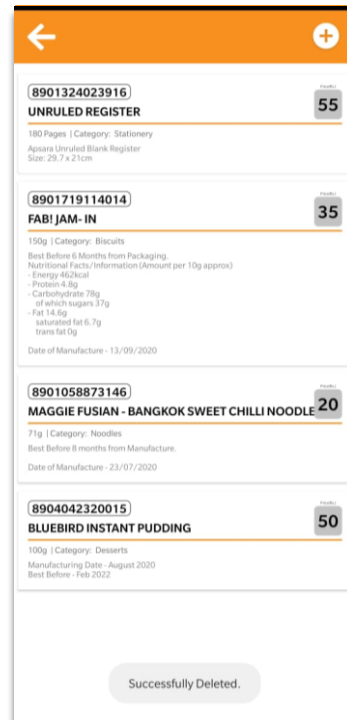 8901324023916
55
UNRULED REGISTER
180 Pages | Category: Stationery
Apsara Unruled Blank Register
Size: 29.7 x 21cm
8901719114014
35
FAB! JAM- IN
150g | Category: Biscuits
Best Before 6 Months from Packaging.
Nutritional Facts/Information (Amount per 10g approx)
- Energy 462kcal
- Protein 4.8g
- Carbohydrate 78g
of which sugars 37g
- Fat 14.6g
saturated fat 6.7g
trans fat 0g
Date of Manufacture - 13/09/2020
8901058873146
20
MAGGIE FUSIAN - BANGKOK SWEET CHILLI NOODLE
71g | Category: Noodles
Best Before 8 months from Manufacture.
Date of Manufacture - 23/07/2020
8904042320015
50
BLUEBIRD INSTANT PUDDING
100g | Category: Desserts
Manufacturing Date - August 2020
Best Before - Feb 2022
Successfully Deleted.